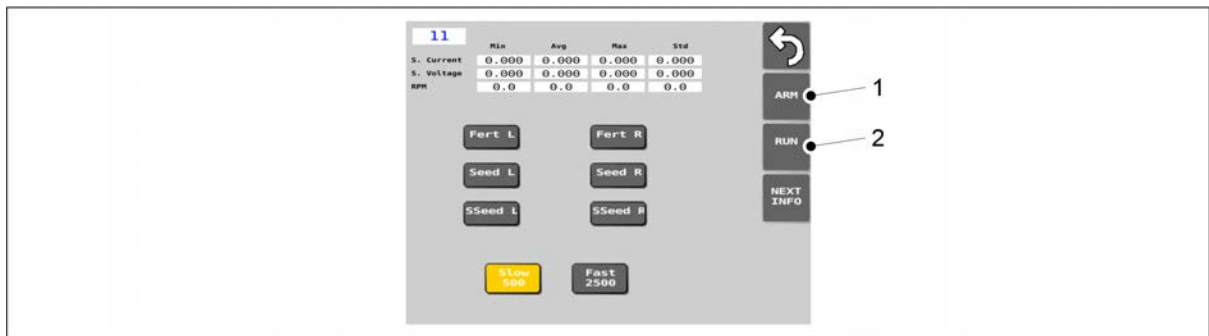 11
Min Avg Max Std
S. Current 0.000 0.000 0.000 0.000
S. Voltage 0.000 0.000 0.000 0.000
RPM 0.0 0.0 0.0 0.0
ARM 1
RUN 2
Fert L Fert R
Seed L Seed R
NEXT
INFO
SSeed L SSeed R
Slow
500
Fast
2500